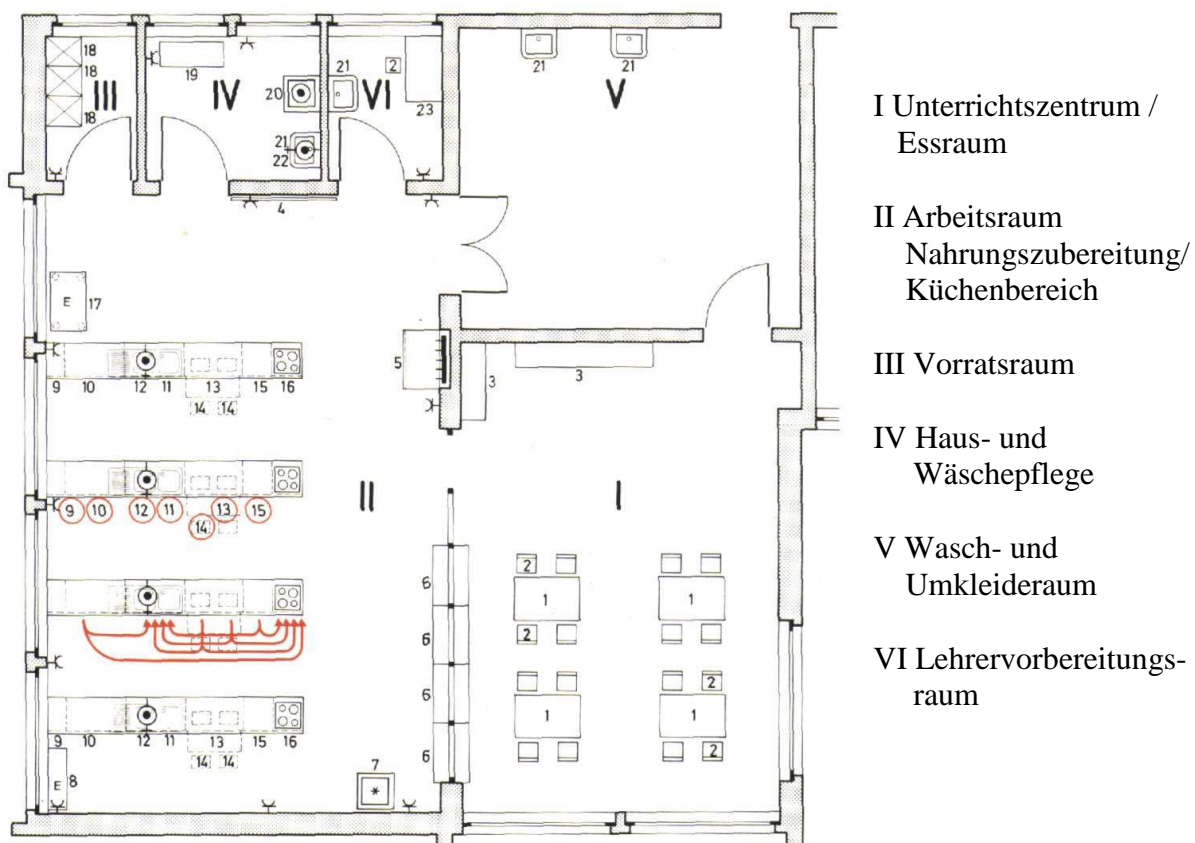 18
18
18
III
19
IV
20
21
22
21
2
VI
23
21 21
V
4
E 17
5
3
3
9 10 12 11 13 15 16
14 14
II
I
9 10 12 11 13 15
14
6
6
6
6
2
1 1
2
2
1 1
2
9 10 12 11 13 15 16
14 14
E 8
7
*
I Unterrichtszentrum /
Essraum
II Arbeitsraum
Nahrungszubereitung/
Küchenbereich
III Vorratsraum
IV Haus- und
Wäschepflege
V Wasch- und
Umkleideraum
VI Lehrervorbereitungs-
raum